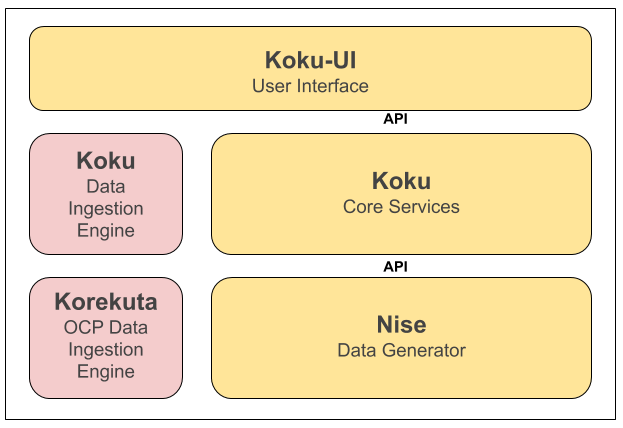 Koku-UI
User Interface
API
Koku
Data
Ingestion
Engine
Koku
Core Services
API
Korekuta
OCP Data
Ingestion
Engine
Nise
Data Generator